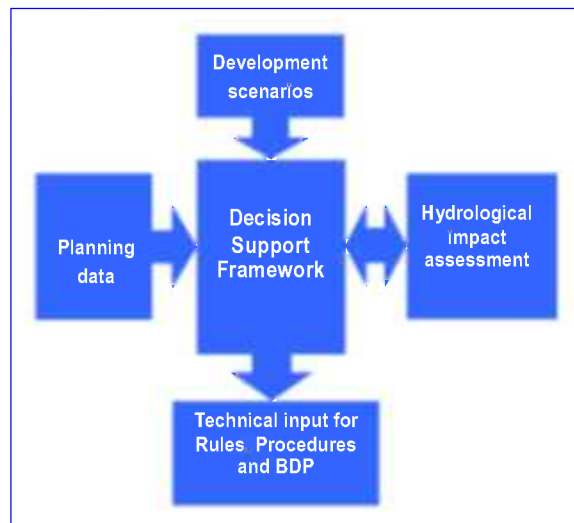 Development
scenarios
Planning
data
Decision
Support
Framework
Hydrological
impact
assessment
Technical input for
Rules, Procedures
and BDP